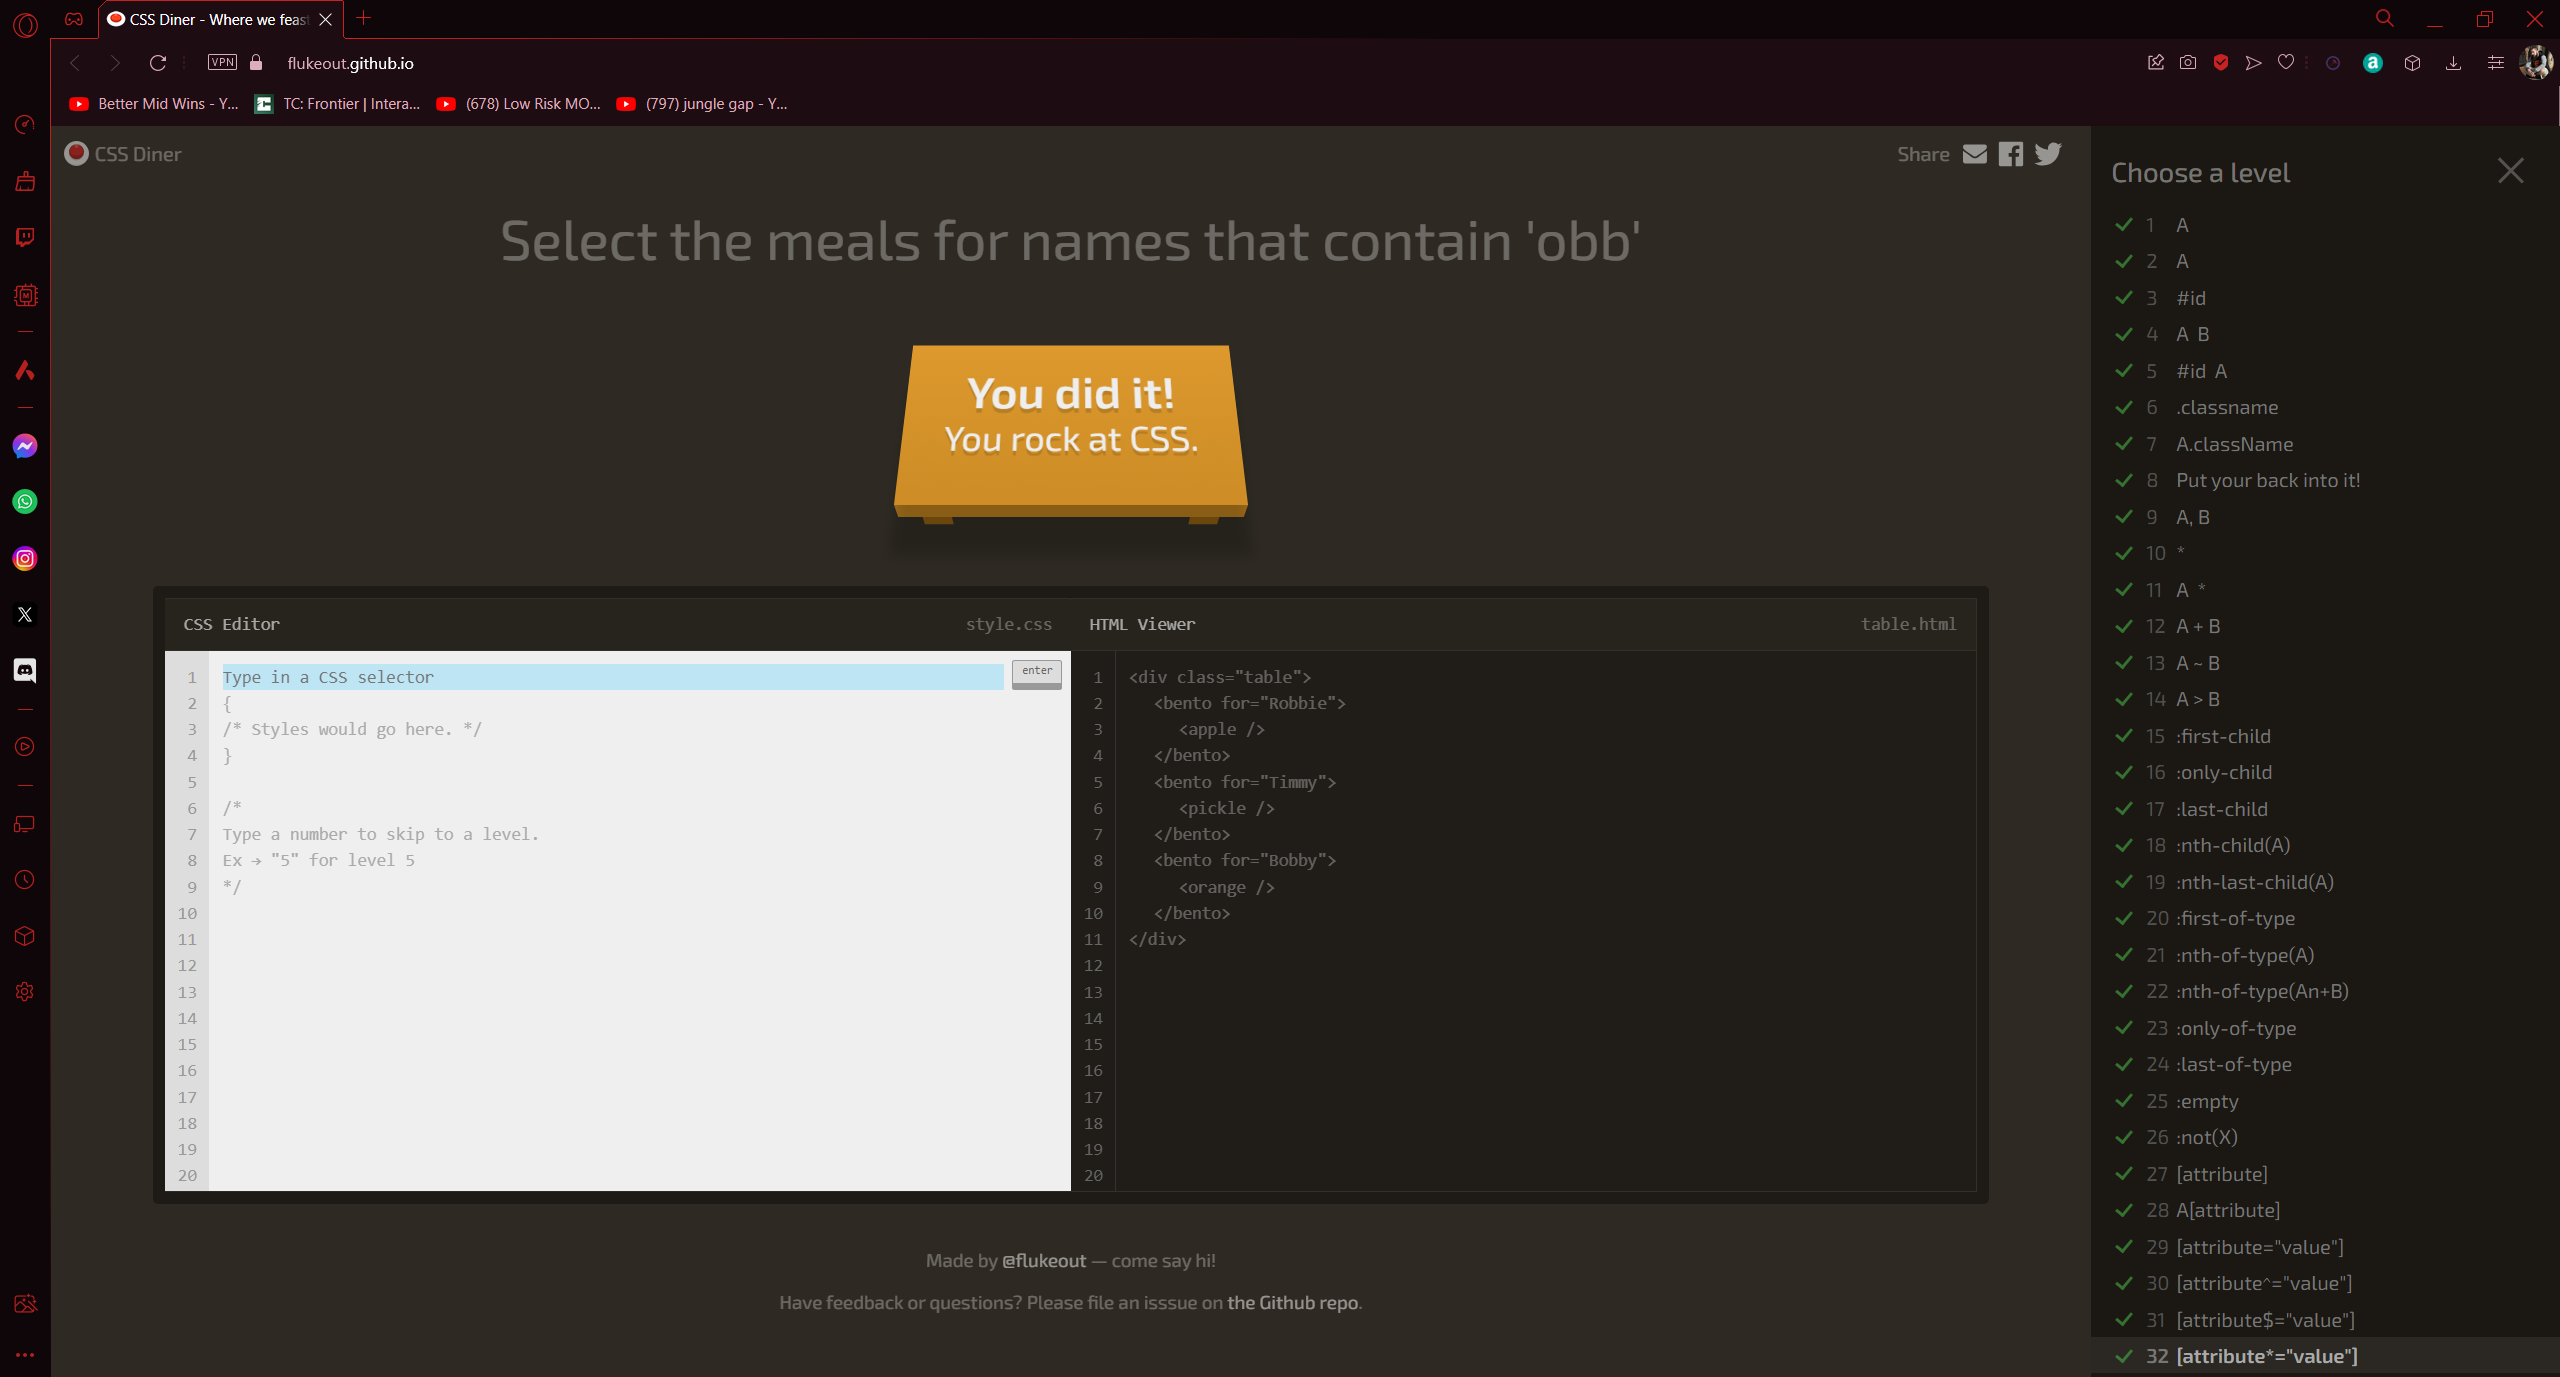 CSS Diner - Where we feas
VPN
flukeout.github.io
Better Mid Wins - Y...
TC: Frontier | Intera...
(678) Low Risk MO...
(797) jungle gap - Y...
CSS Diner
Share
Select the meals for names that contain 'obb'
You did it!
You rock at CSS.
CSS Editor
style.css
1 Type in a CSS selector
enter
2 {
3 /* Styles would go here. */
4 }
5
6 /*
7 Type a number to skip to a level.
8 Ex → "5" for level 5
9 */
10
11
12
13
14
15
16
17
18
19
20
HTML Viewer
table.html
1 <div class="table">
2 <bento for="Robbie">
3 <apple />
4 </bento>
5 <bento for="Timmy">
6 <pickle />
7 </bento>
8 <bento for="Bobby">
9 <orange />
10 </bento>
11 </div>
12
13
14
15
16
17
18
19
20
Made by @flukeout — come say hi!
Have feedback or questions? Please file an isssue on the Github repo.
Choose a level
1 A
2 A
3 #id
4 A B
5 #id A
6 .classname
7 A.className
8 Put your back into it!
9 A, B
10 *
11 A *
12 A + B
13 A ~ B
14 A > B
15 :first-child
16 :only-child
17 :last-child
18 :nth-child(A)
19 :nth-last-child(A)
20 :first-of-type
21 :nth-of-type(A)
22 :nth-of-type(An+B)
23 :only-of-type
24 :last-of-type
25 :empty
26 :not(X)
27 [attribute]
28 A[attribute]
29 [attribute="value"]
30 [attribute^="value"]
31 [attribute$="value"]
32 [attribute*="value"]